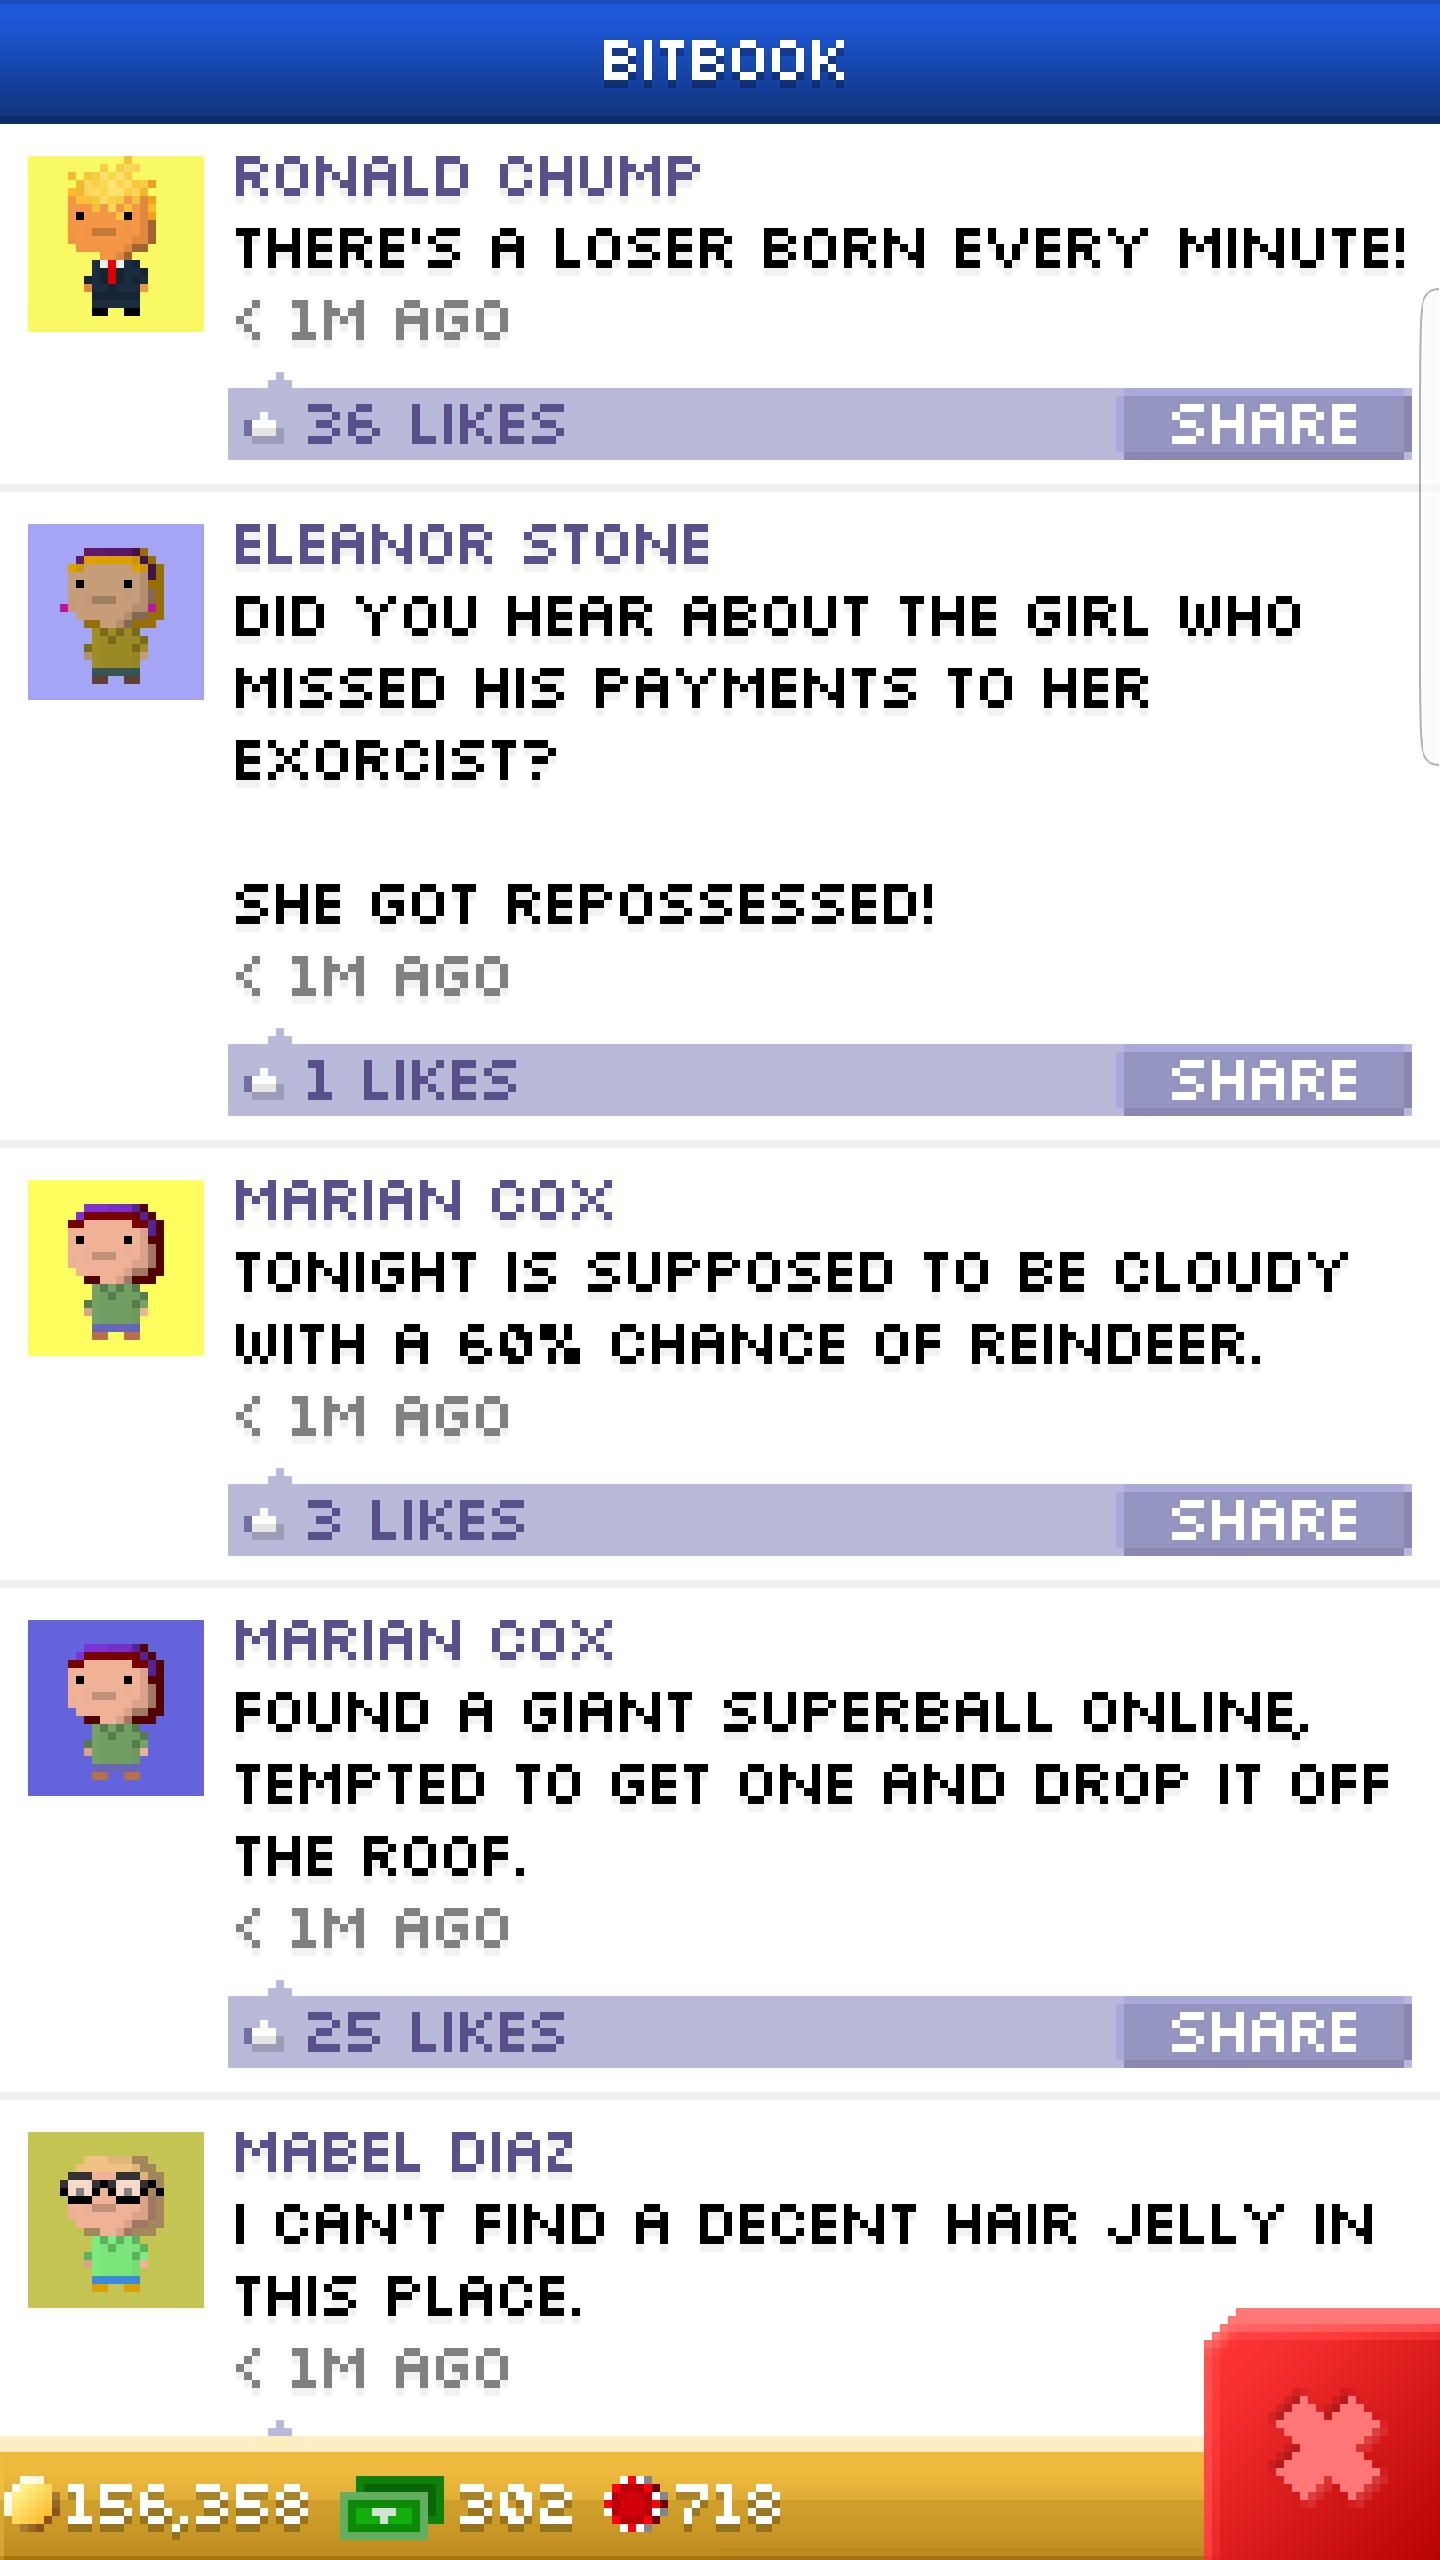 BITBOOK
RONALD CHUMP
THERE'S A LOSER BORN EVERY MINUTE!
< 1M AGO
36 LIKES SHARE
ELEANOR STONE
DID YOU HEAR ABOUT THE GIRL WHO
MISSED HIS PAYMENTS TO HER
EXORCIST?
SHE GOT REPOSSESSED!
< 1M AGO
1 LIKES SHARE
MARIAN COX
TONIGHT IS SUPPOSED TO BE CLOUDY
WITH A 60% CHANCE OF REINDEER.
< 1M AGO
3 LIKES SHARE
MARIAN COX
FOUND A GIANT SUPERBALL ONLINE,
TEMPTED TO GET ONE AND DROP IT OFF
THE ROOF.
< 1M AGO
25 LIKES SHARE
MABEL DIAZ
I CAN'T FIND A DECENT HAIR JELLY IN
THIS PLACE.
< 1M AGO
156,358 302 718